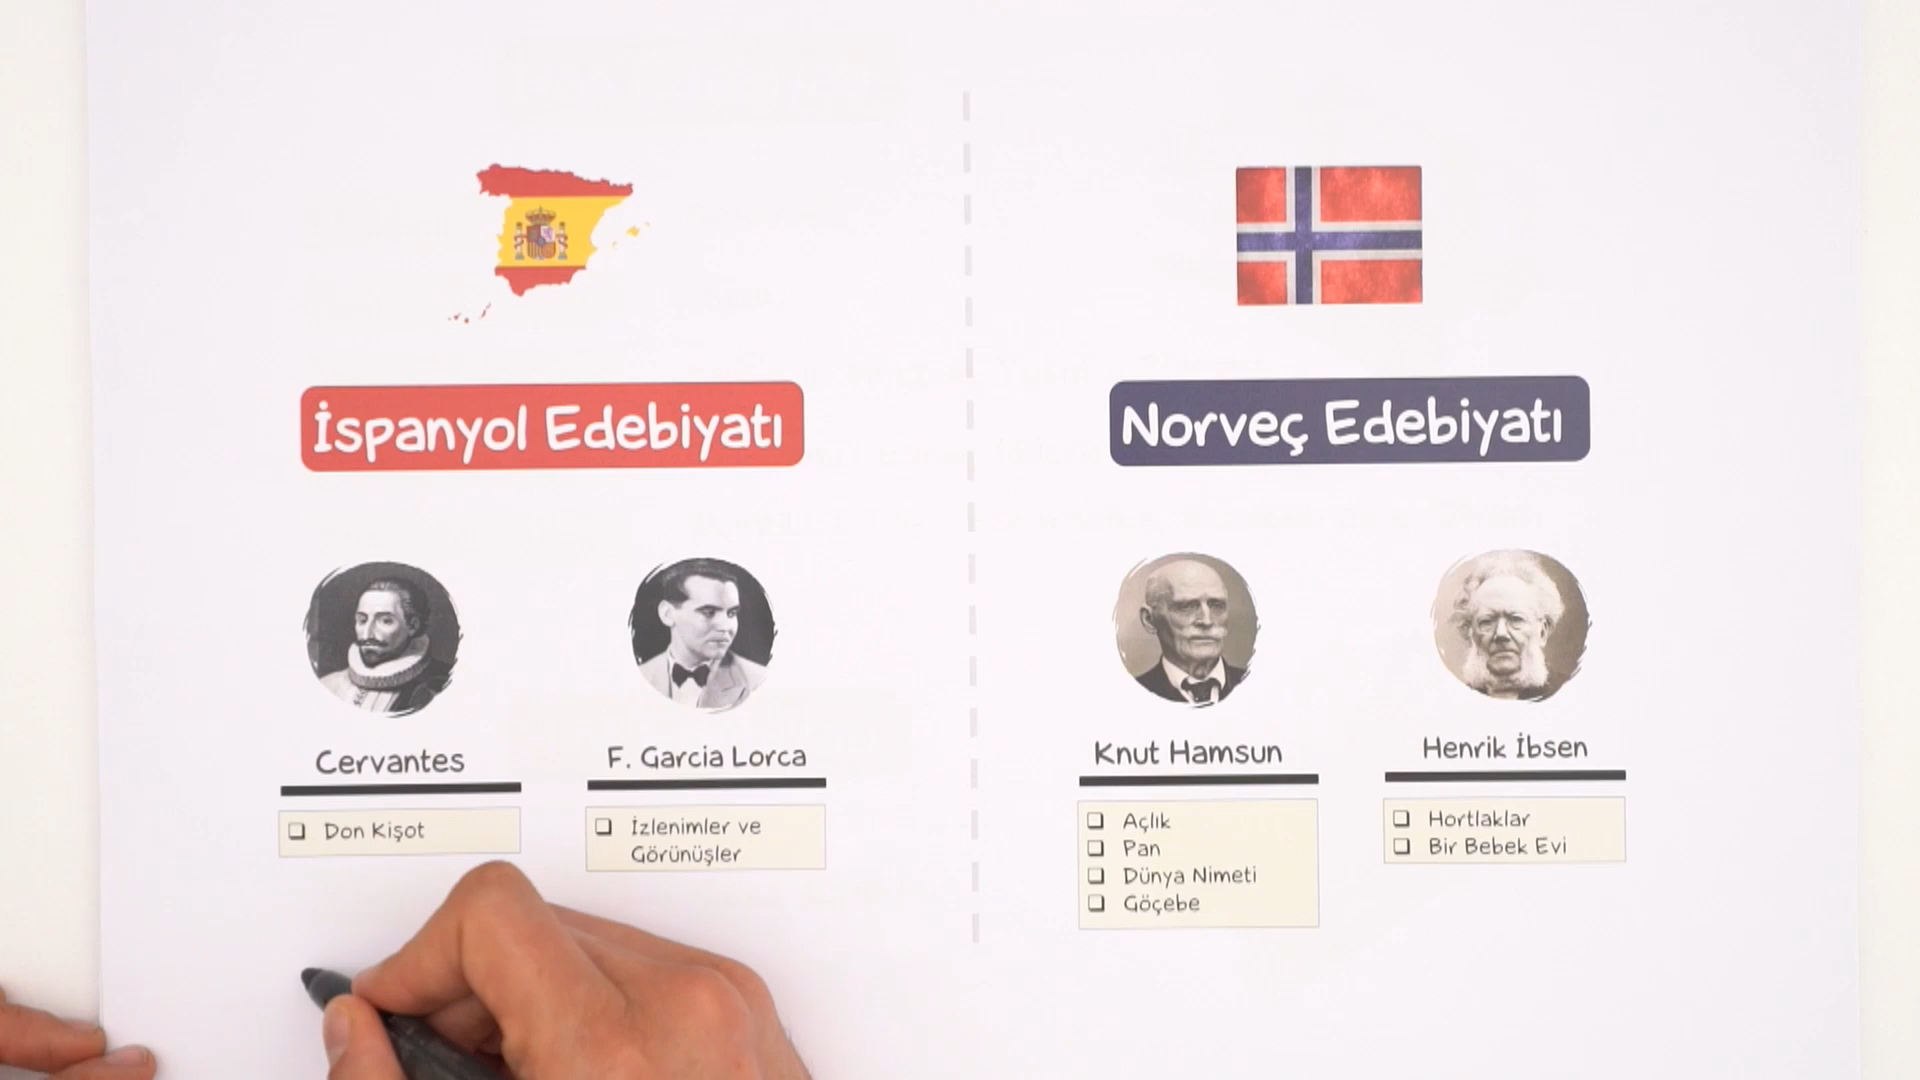 İspanyol Edebiyatı
Cervantes
Don Kişot
F. Garcia Lorca
İzlenimler ve
Görünüşler
Norveç Edebiyatı
Knut Hamsun
Açlık
Pan
Dünya Nimeti
Göçebe
Henrik İbsen
Hortlaklar
Bir Bebek Evi